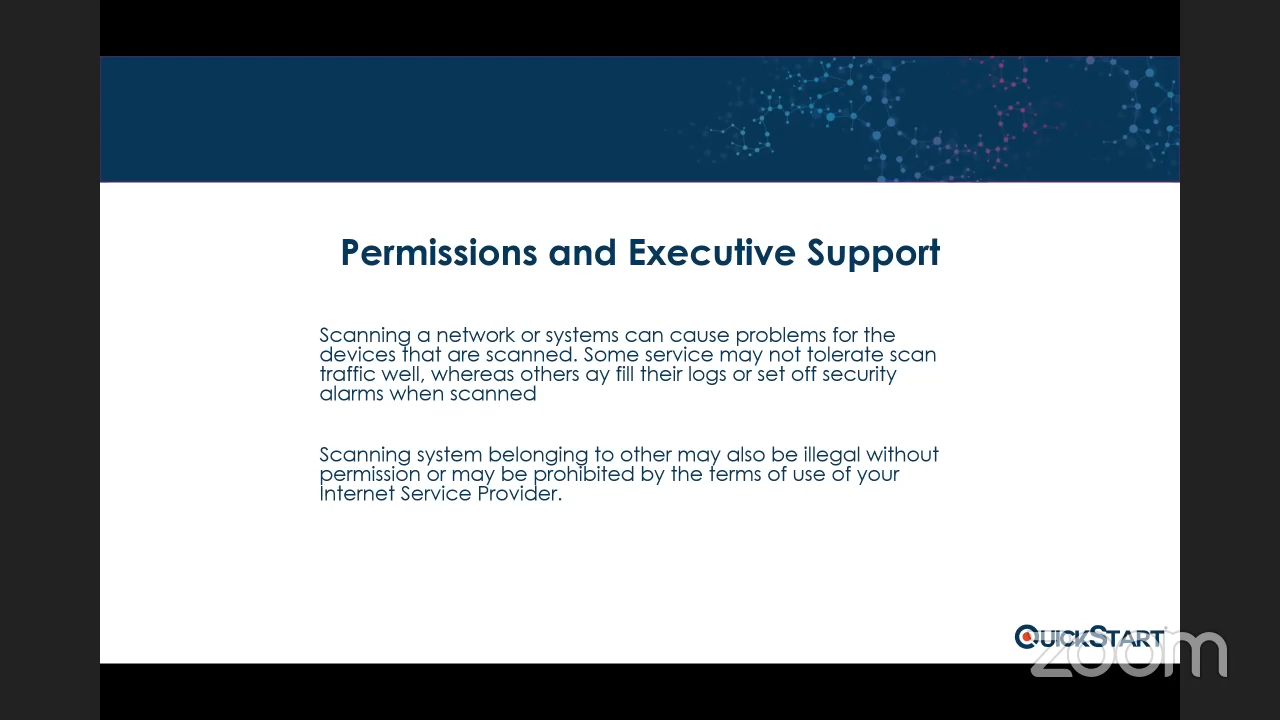 Permissions and Executive Support
Scanning a network or systems can cause problems for the
devices that are scanned. Some service may not tolerate scan
traffic well, whereas others ay fill their logs or set off security
alarms when scanned
Scanning system belonging to other may also be illegal without
permission or may be prohibited by the terms of use of your
Internet Service Provider.
QUICKSTART
zoom